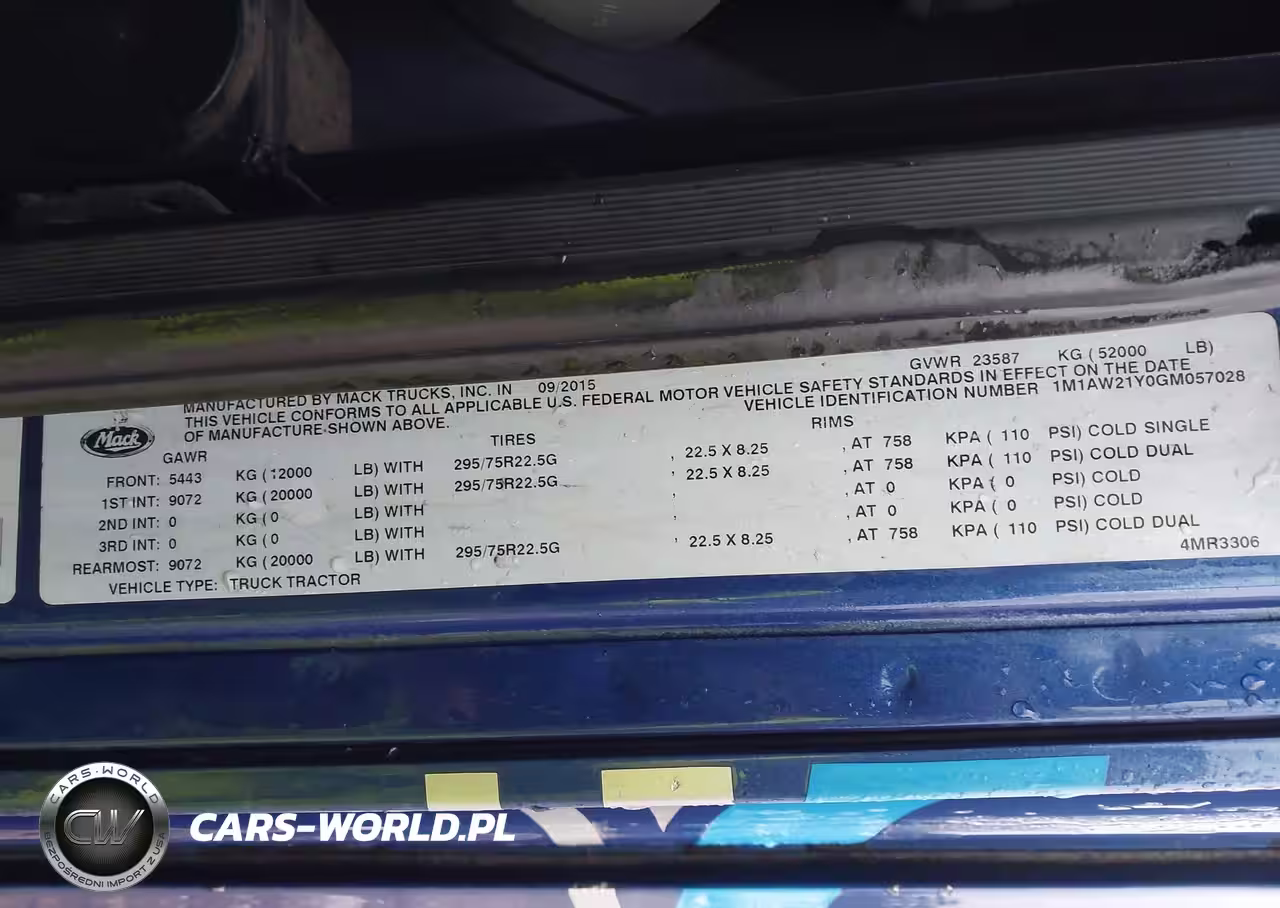 MANUFACTURED BY MACK TRUCKS, INC. IN 09/2015 GVWR 23587 KG ( 52000 LB)
THIS VEHICLE CONFORMS TO ALL APPLICABLE U.S. FEDERAL MOTOR VEHICLE SAFETY STANDARDS IN EFFECT ON THE DATE
OF MANUFACTURE SHOWN ABOVE. VEHICLE IDENTIFICATION NUMBER 1M1AW21Y0GM057028
Mack
GAWR TIRES RIMS
FRONT: 5443 KG ( 12000 LB) WITH 295/75R22.5G , 22.5 X 8.25 , AT 758 KPA ( 110 PSI) COLD SINGLE
1ST INT: 9072 KG ( 20000 LB) WITH 295/75R22.5G , 22.5 X 8.25 , AT 758 KPA ( 110 PSI) COLD DUAL
2ND INT: 0 KG ( 0 LB) WITH , , AT 0 KPA ( 0 PSI) COLD
3RD INT: 0 KG ( 0 LB) WITH , , AT 0 KPA ( 0 PSI) COLD
REARMOST: 9072 KG ( 20000 LB) WITH 295/75R22.5G , 22.5 X 8.25 , AT 758 KPA ( 110 PSI) COLD DUAL
VEHICLE TYPE: TRUCK TRACTOR 4MR3306
CARS-WORLD
CW
BEZPOŚREDNI IMPORT Z USA
CARS-WORLD.PL